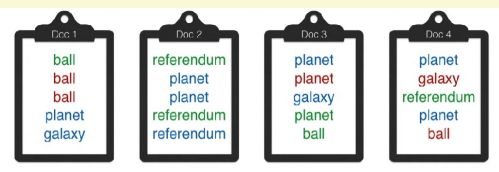 Doc 1
ball
ball
ball
planet
galaxy
Doc 2
referendum
planet
planet
referendum
referendum
Doc 3
planet
planet
galaxy
planet
ball
Doc 4
planet
galaxy
referendum
planet
ball